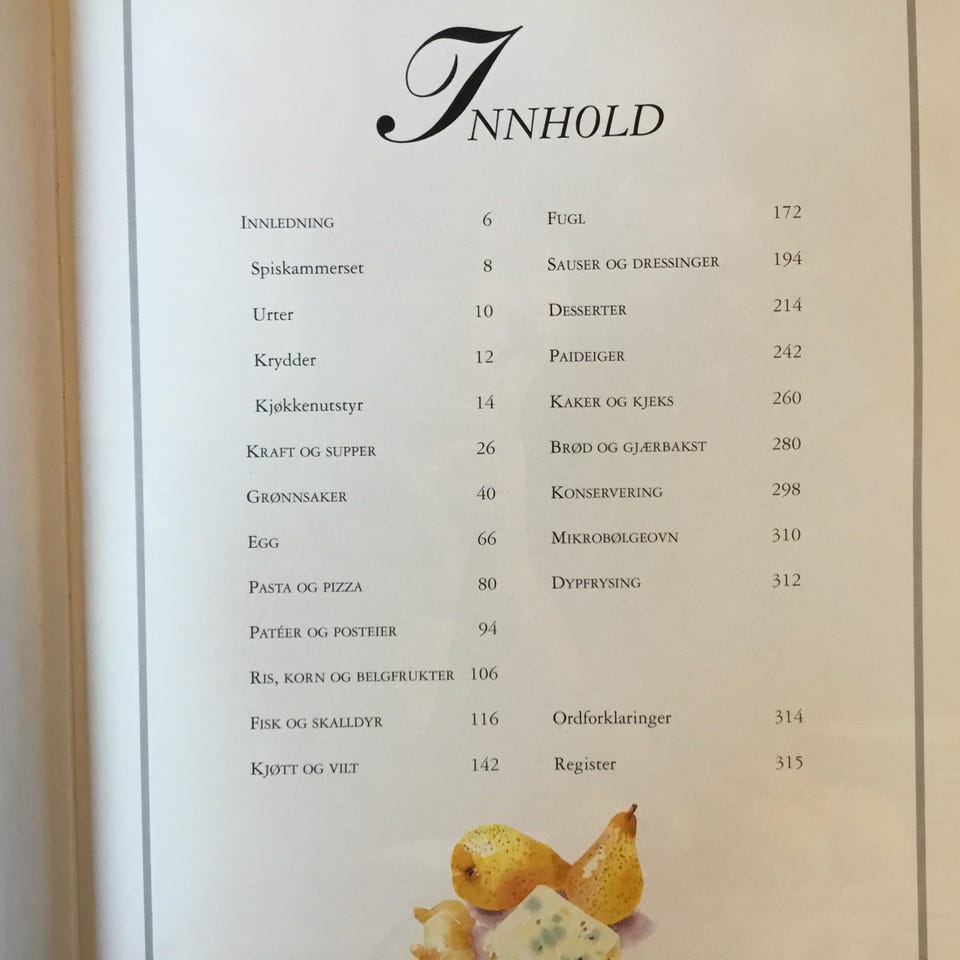 INNHOLD
INNLEDNING 6
Spiskammerset 8
Urter 10
Krydder 12
Kjøkkenutstyr 14
KRAFT OG SUPPER 26
GRØNNSAKER 40
EGG 66
PASTA OG PIZZA 80
PATÉER OG POSTEIER 94
RIS, KORN OG BELGFRUKTER 106
FISK OG SKALLDYR 116
KJØTT OG VILT 142
FUGL 172
SAUSER OG DRESSINGER 194
DESSERTER 214
PAIDEIGER 242
KAKER OG KJEKS 260
BRØD OG GJÆRBAKST 280
KONSERVERING 298
MIKROBØLGEOVN 310
DYPFRYSING 312
Ordforklaringer 314
Register 315